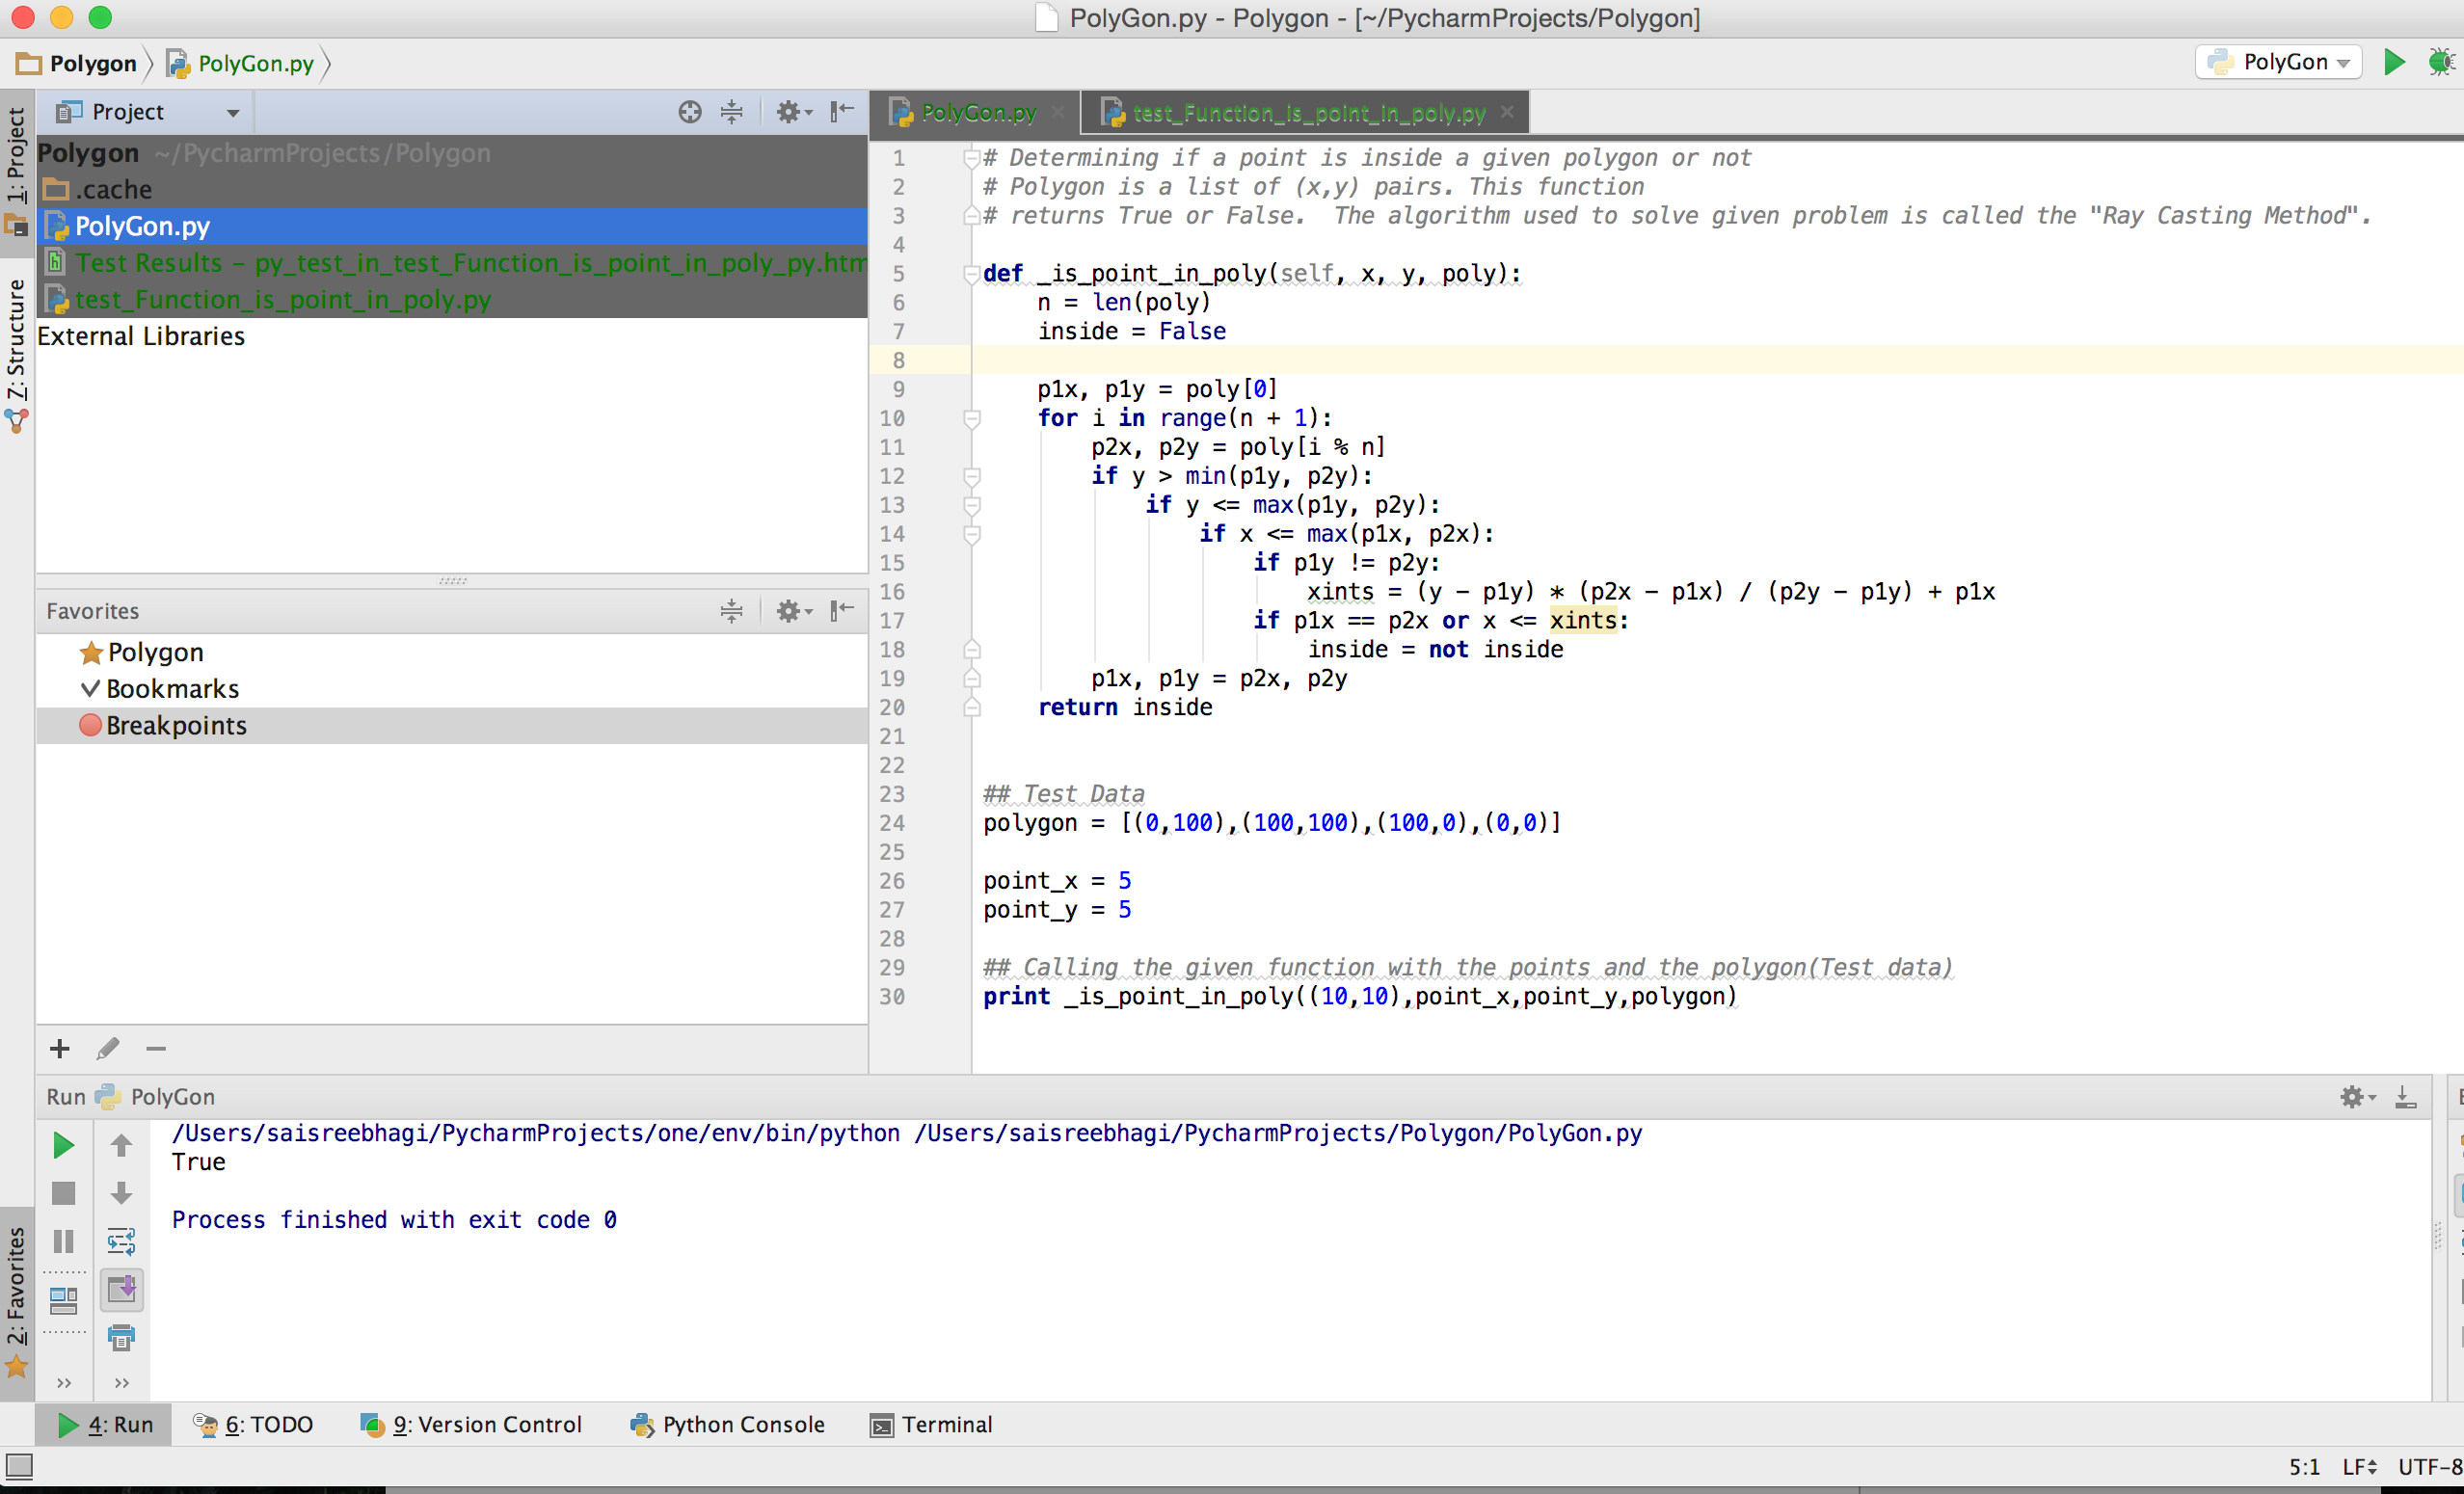 PolyGon.py - Polygon - [~/PycharmProjects/Polygon]
Polygon PolyGon.py PolyGon
1: Project
Z: Structure
2: Favorites
Project
Polygon ~/PycharmProjects/Polygon
.cache
PolyGon.py
Test Results - py_test_in_test_Function_is_point_in_poly_py.htm
test_Function_is_point_in_poly.py
External Libraries
Favorites
Polygon
Bookmarks
Breakpoints
PolyGon.py test_Function_is_point_in_poly.py
1 # Determining if a point is inside a given polygon or not
2 # Polygon is a list of (x,y) pairs. This function
3 # returns True or False.  The algorithm used to solve given problem is called the "Ray Casting Method".
4
5 def _is_point_in_poly(self, x, y, poly):
6     n = len(poly)
7     inside = False
8
9     p1x, p1y = poly[0]
10     for i in range(n + 1):
11         p2x, p2y = poly[i % n]
12         if y > min(p1y, p2y):
13             if y <= max(p1y, p2y):
14                 if x <= max(p1x, p2x):
15                     if p1y != p2y:
16                         xints = (y - p1y) * (p2x - p1x) / (p2y - p1y) + p1x
17                     if p1x == p2x or x <= xints:
18                         inside = not inside
19         p1x, p1y = p2x, p2y
20     return inside
21
22
23 ## Test Data
24 polygon = [(0,100),(100,100),(100,0),(0,0)]
25
26 point_x = 5
27 point_y = 5
28
29 ## Calling the given function with the points and the polygon(Test data)
30 print _is_point_in_poly((10,10),point_x,point_y,polygon)
Run PolyGon
/Users/saisreebhagi/PycharmProjects/one/env/bin/python /Users/saisreebhagi/PycharmProjects/Polygon/PolyGon.py
True
Process finished with exit code 0
4: Run 6: TODO 9: Version Control Python Console Terminal
5:1 LF UTF-8